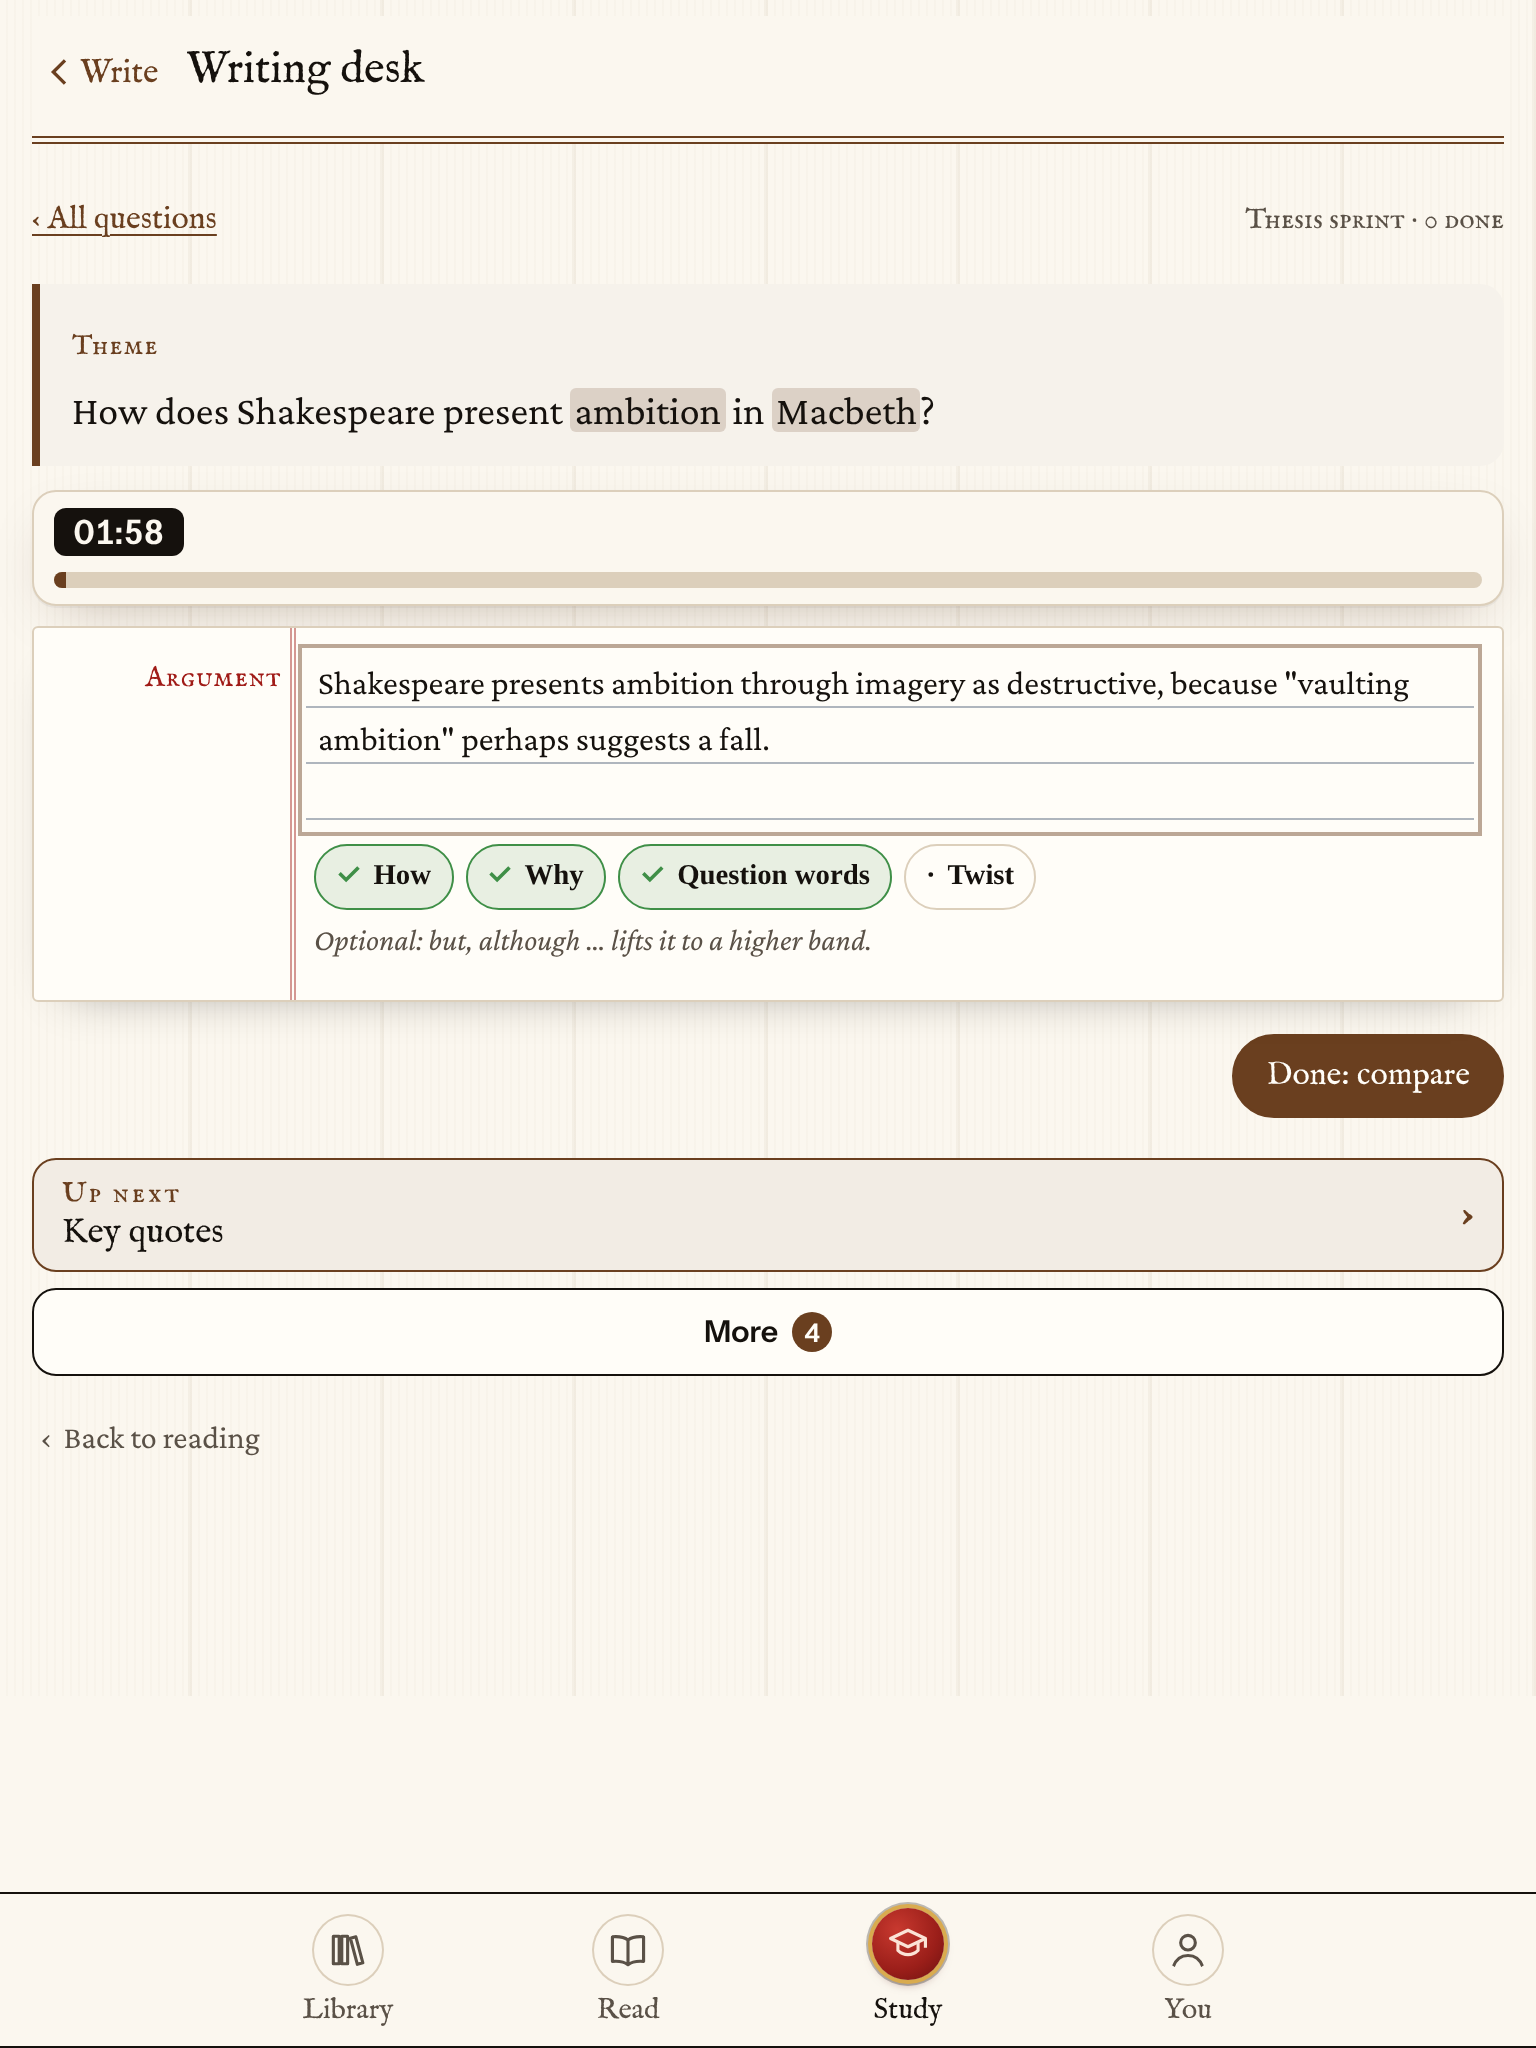 Write Writing desk
‹ All questions
Thesis sprint · 0 done
Theme
How does Shakespeare present ambition in Macbeth?
01:58
Argument
Shakespeare presents ambition through imagery as destructive, because "vaulting
ambition" perhaps suggests a fall.
How Why Question words · Twist
Optional: but, although … lifts it to a higher band.
Done: compare
Up next
Key quotes ›
More 4
‹ Back to reading
Library Read Study You